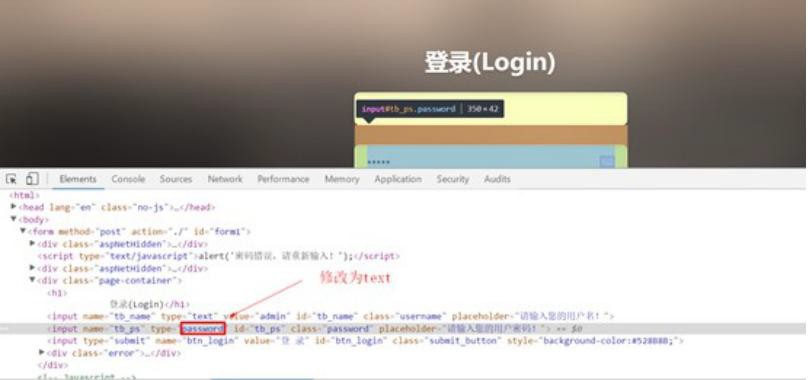 登录(Login)
input#tb_ps.password | 350×42
•••••
Elements Console Sources Network Performance Memory Application Security Audits
<html>
▶<head lang="en" class="no-js">…</head>
▼<body>
▼<form method="post" action="./" id="form1">
▶<div class="aspNetHidden">…</div>
<script type="text/javascript">alert('密码错误，请重新输入！');</script>
▶<div class="aspNetHidden">…</div>
▼<div class="page-container">
修改为text
<h1>
登录(Login)</h1>
<input name="tb_name" type="text" value="admin" id="tb_name" class="username" placeholder="请输入您的用户名！">
<input name="tb_ps" type="password" id="tb_ps" class="password" placeholder="请输入您的用户密码！"> == $0
<input type="submit" name="btn_login" value="登 录" id="btn_login" class="submit_button" style="background-color:#528B8B;">
▶<div class="error">…</div>
</div>
<!-- Javascript -->